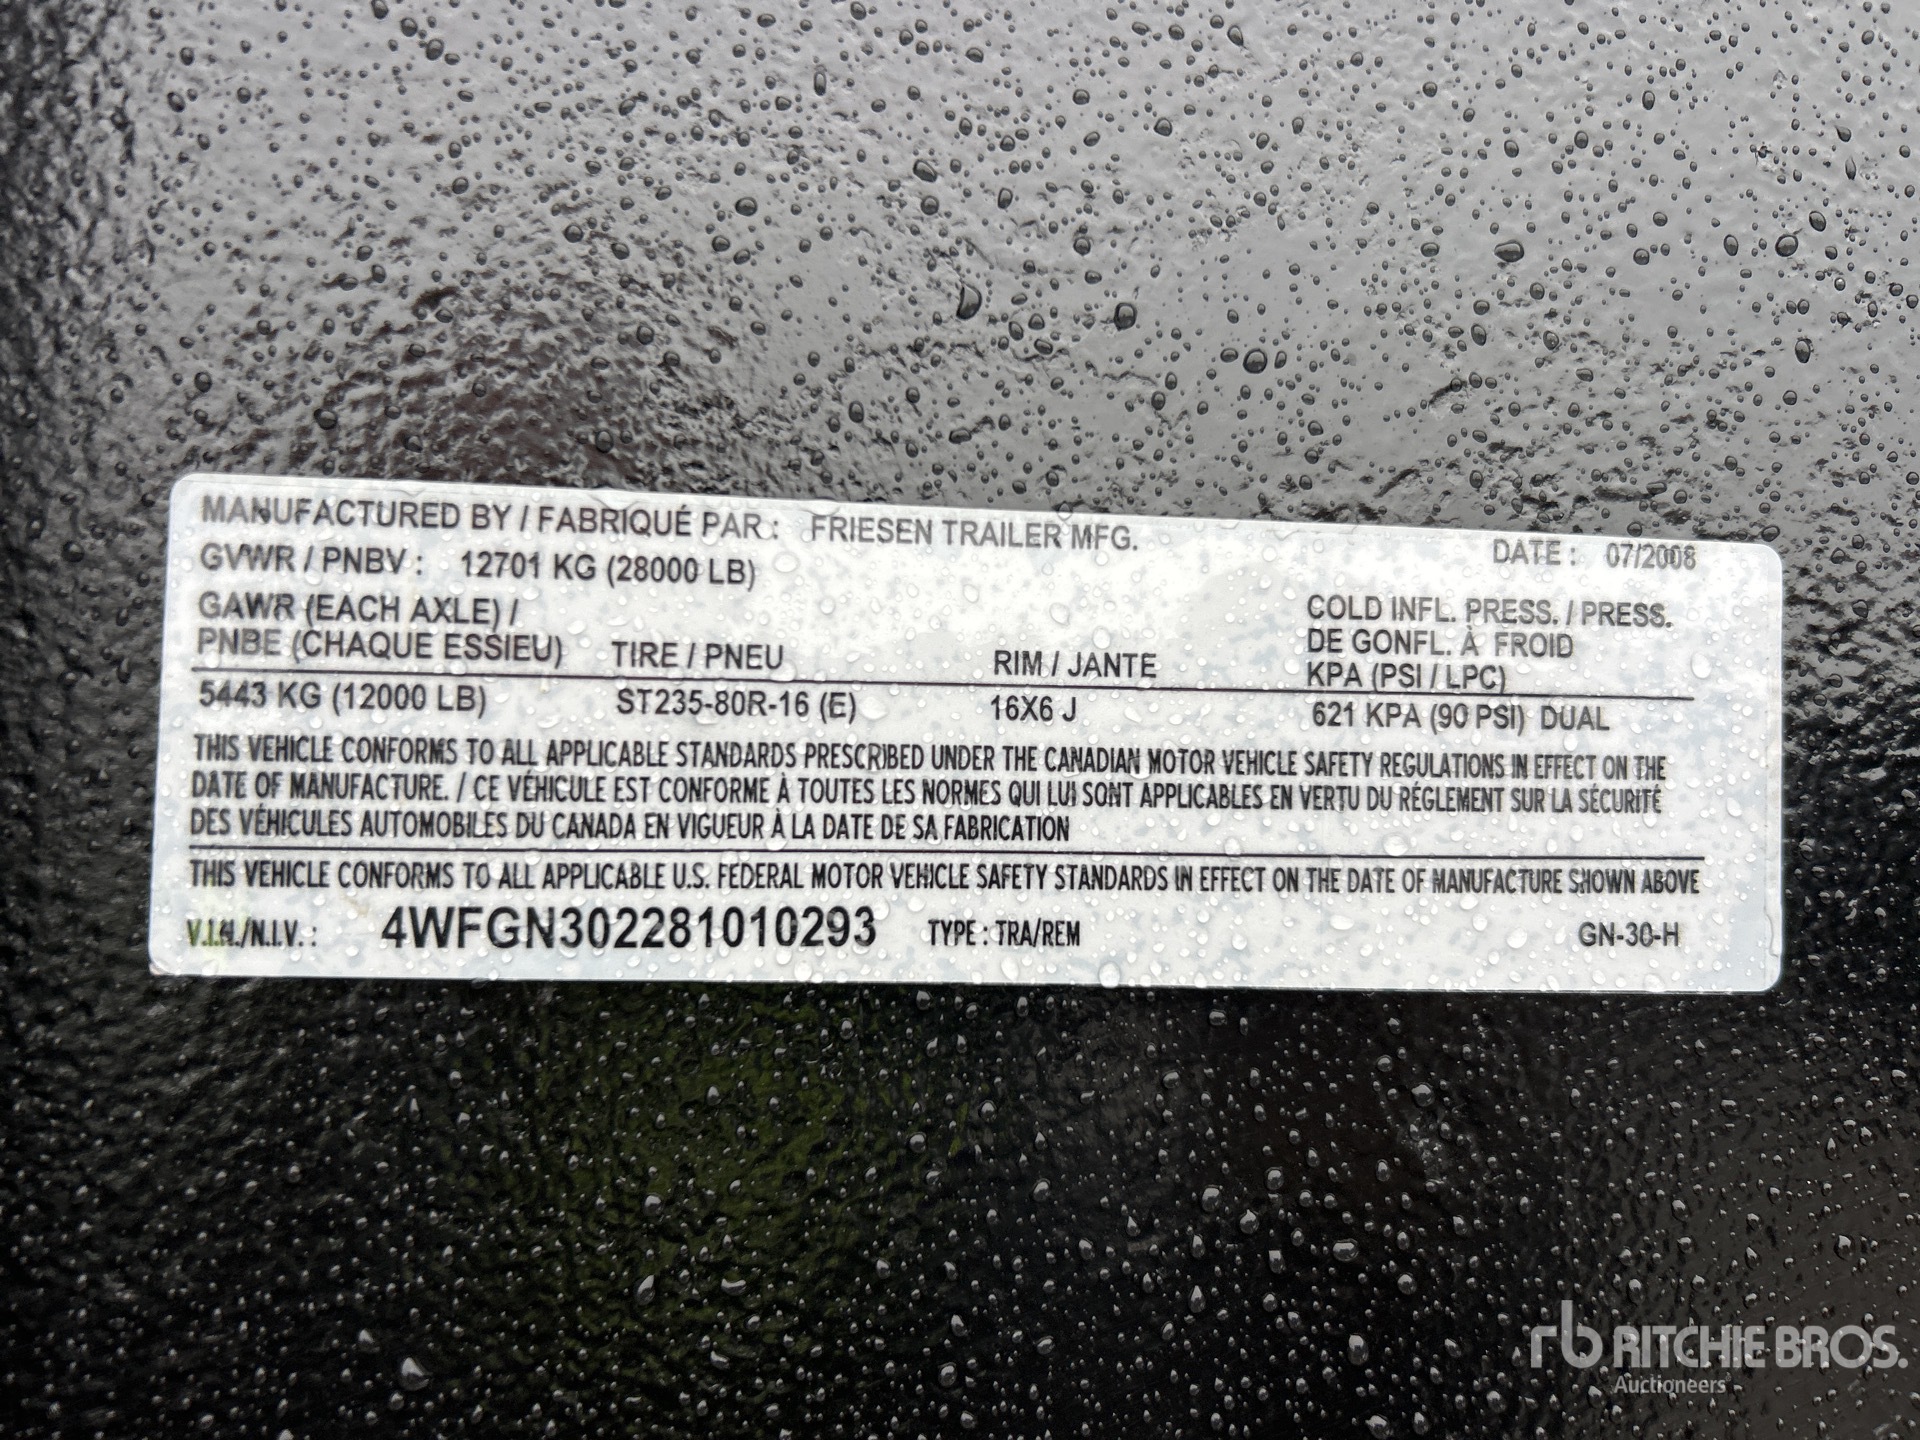 MANUFACTURED BY / FABRIQUÉ PAR : FRIESEN TRAILER MFG.
DATE : 07/2008
GVWR / PNBV : 12701 KG (28000 LB)
GAWR (EACH AXLE) /
PNBE (CHAQUE ESSIEU) TIRE / PNEU RIM / JANTE
COLD INFL. PRESS. / PRESS.
DE GONFL. À FROID
KPA (PSI / LPC)
5443 KG (12000 LB) ST235-80R-16 (E) 16X6 J 621 KPA (90 PSI) DUAL
THIS VEHICLE CONFORMS TO ALL APPLICABLE STANDARDS PRESCRIBED UNDER THE CANADIAN MOTOR VEHICLE SAFETY REGULATIONS IN EFFECT ON THE
DATE OF MANUFACTURE. / CE VÉHICULE EST CONFORME À TOUTES LES NORMES QUI LUI SONT APPLICABLES EN VERTU DU RÉGLEMENT SUR LA SÉCURITÉ
DES VÉHICULES AUTOMOBILES DU CANADA EN VIGUEUR À LA DATE DE SA FABRICATION
THIS VEHICLE CONFORMS TO ALL APPLICABLE U.S. FEDERAL MOTOR VEHICLE SAFETY STANDARDS IN EFFECT ON THE DATE OF MANUFACTURE SHOWN ABOVE
V.I.N./N.I.V. : 4WFGN302281010293 TYPE : TRA/REM GN-30-H
rb RITCHIE BROS.
Auctioneers